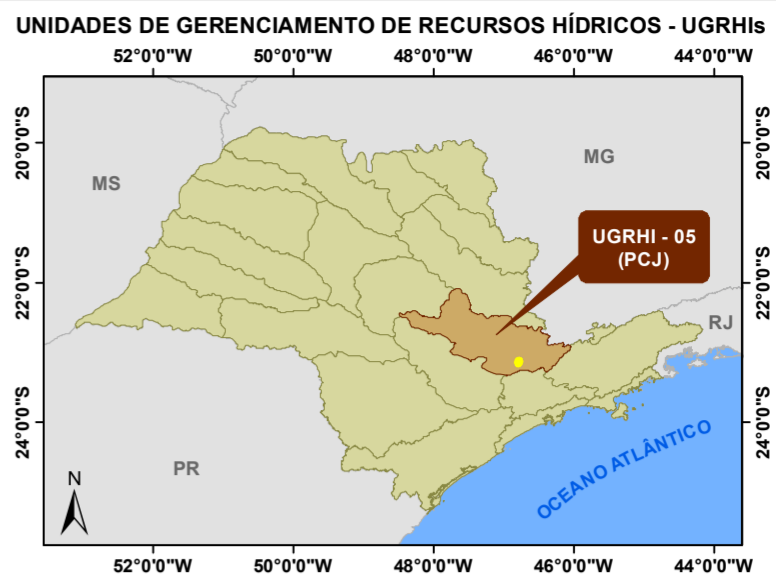 UNIDADES DE GERENCIAMENTO DE RECURSOS HÍDRICOS - UGRHIs
52°0'0"W 50°0'0"W 48°0'0"W 46°0'0"W 44°0'0"W
20°0'0"S
20°0'0"S
MG
MS
UGRHI - 05
(PCJ)
22°0'0"S
22°0'0"S
RJ
24°0'0"S
24°0'0"S
OCEANO ATLÂNTICO
PR
N
52°0'0"W 50°0'0"W 48°0'0"W 46°0'0"W 44°0'0"W